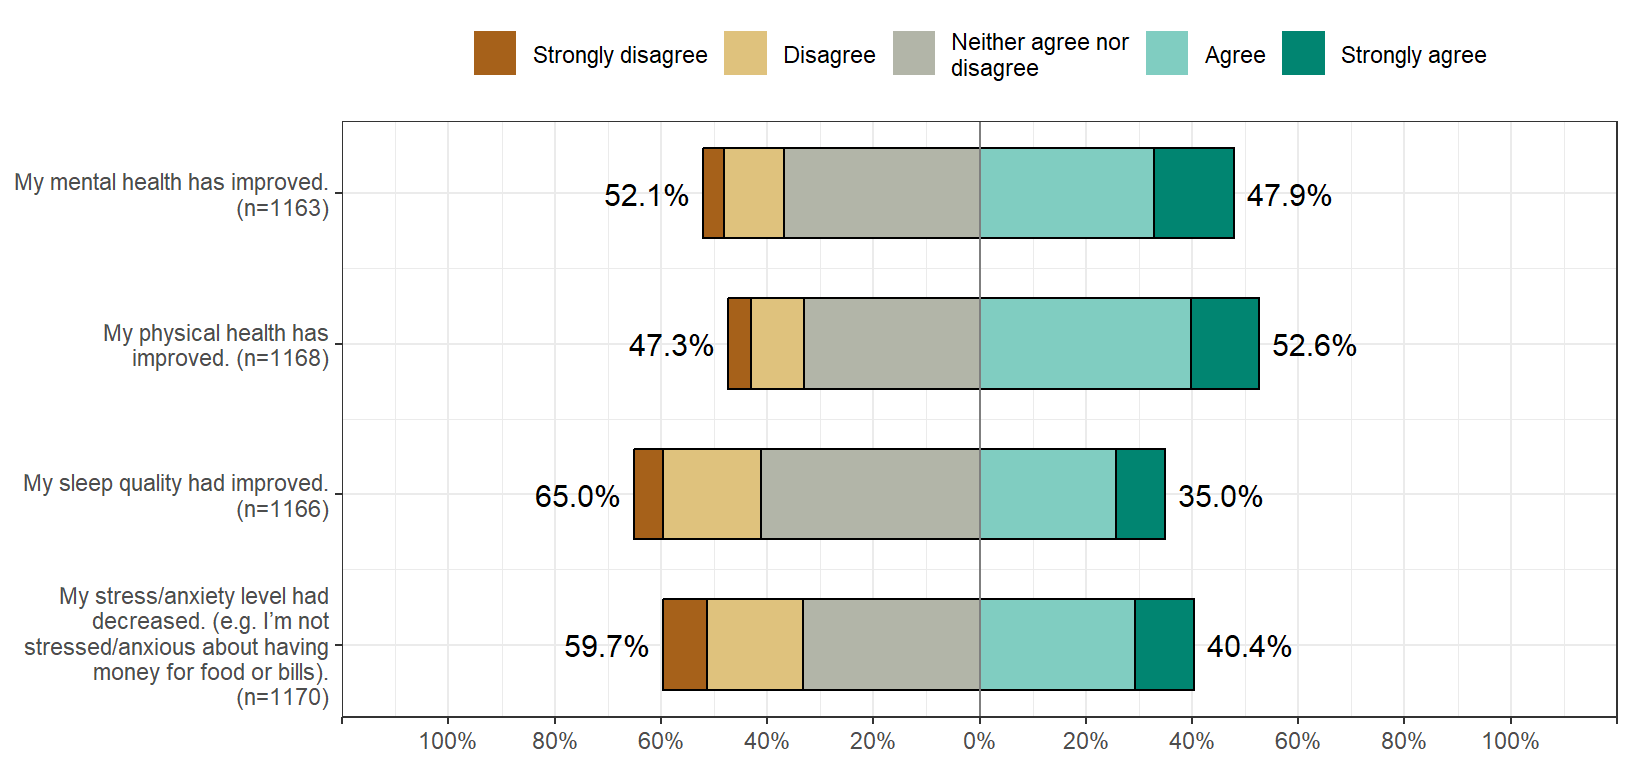 Strongly disagree
Disagree
Neither agree nor
disagree
Agree
Strongly agree
My mental health has improved.
(n=1163)
52.1%
47.9%
My physical health has
improved. (n=1168)
47.3%
52.6%
My sleep quality had improved.
(n=1166)
65.0%
35.0%
My stress/anxiety level had
decreased. (e.g. I’m not
stressed/anxious about having
money for food or bills).
(n=1170)
59.7%
40.4%
100% 80% 60% 40% 20% 0% 20% 40% 60% 80% 100%